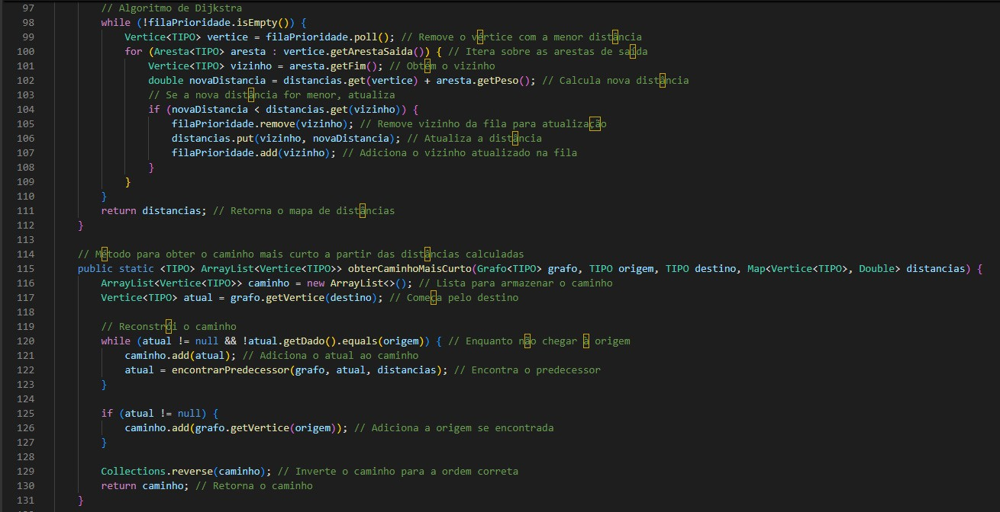 97 // Algoritmo de Dijkstra
98 while (!filaPrioridade.isEmpty()) {
99 Vertice<TIPO> vertice = filaPrioridade.poll(); // Remove o vértice com a menor distância
100 for (Aresta<TIPO> aresta : vertice.getArestaSaida()) { // Itera sobre as arestas de saída
101 Vertice<TIPO> vizinho = aresta.getFim(); // Obtém o vizinho
102 double novaDistancia = distancias.get(vertice) + aresta.getPeso(); // Calcula nova distância
103 // Se a nova distância for menor, atualiza
104 if (novaDistancia < distancias.get(vizinho)) {
105 filaPrioridade.remove(vizinho); // Remove vizinho da fila para atualização
106 distancias.put(vizinho, novaDistancia); // Atualiza a distância
107 filaPrioridade.add(vizinho); // Adiciona o vizinho atualizado na fila
108 }
109 }
110 }
111 return distancias; // Retorna o mapa de distâncias
112 }
113
114 // Método para obter o caminho mais curto a partir das distâncias calculadas
115 public static <TIPO> ArrayList<Vertice<TIPO>> obterCaminhoMaisCurto(Grafo<TIPO> grafo, TIPO origem, TIPO destino, Map<Vertice<TIPO>, Double> distancias) {
116 ArrayList<Vertice<TIPO>> caminho = new ArrayList<>(); // Lista para armazenar o caminho
117 Vertice<TIPO> atual = grafo.getVertice(destino); // Começa pelo destino
118
119 // Reconstrói o caminho
120 while (atual != null && !atual.getDado().equals(origem)) { // Enquanto não chegar à origem
121 caminho.add(atual); // Adiciona o atual ao caminho
122 atual = encontrarPredecessor(grafo, atual, distancias); // Encontra o predecessor
123 }
124
125 if (atual != null) {
126 caminho.add(grafo.getVertice(origem)); // Adiciona a origem se encontrada
127 }
128
129 Collections.reverse(caminho); // Inverte o caminho para a ordem correta
130 return caminho; // Retorna o caminho
131 }